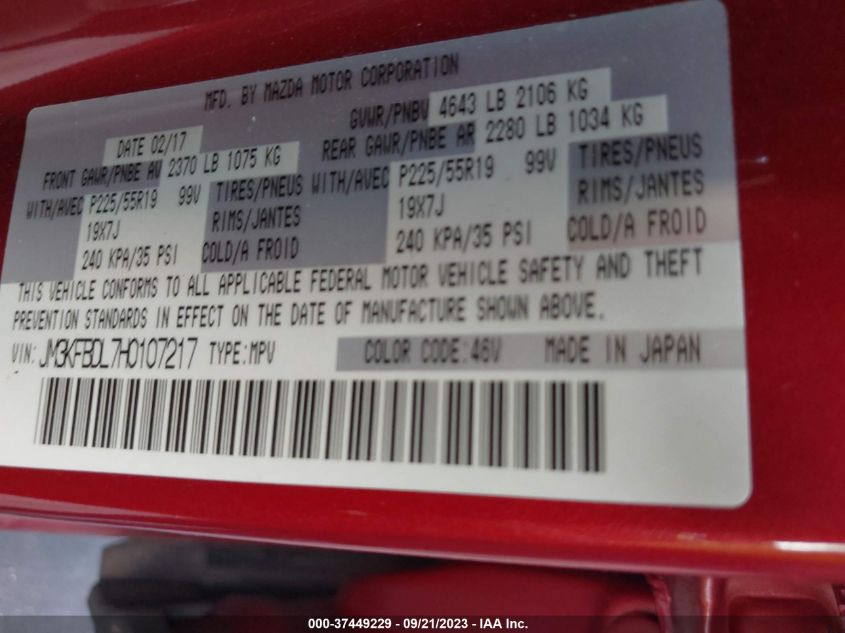 MFD. BY MAZDA MOTOR CORPORATION
DATE 02/17 GVWR/PNBV 4643 LB 2106 KG
FRONT GAWR/PNBE AV 2370 LB 1075 KG REAR GAWR/PNBE AR 2280 LB 1034 KG
WITH/AVEC P225/55R19 99V TIRES/PNEUS WITH/AVEC P225/55R19 99V TIRES/PNEUS
19X7J RIMS/JANTES 19X7J RIMS/JANTES
240 KPA/35 PSI COLD/A FROID 240 KPA/35 PSI COLD/A FROID
THIS VEHICLE CONFORMS TO ALL APPLICABLE FEDERAL MOTOR VEHICLE SAFETY AND THEFT
PREVENTION STANDARDS IN EFFECT ON THE DATE OF MANUFACTURE SHOWN ABOVE.
VIN: JM3KFBDL7H0107217 TYPE:MPV COLOR CODE:46V MADE IN JAPAN
000-37449229 - 09/21/2023 - IAA Inc.